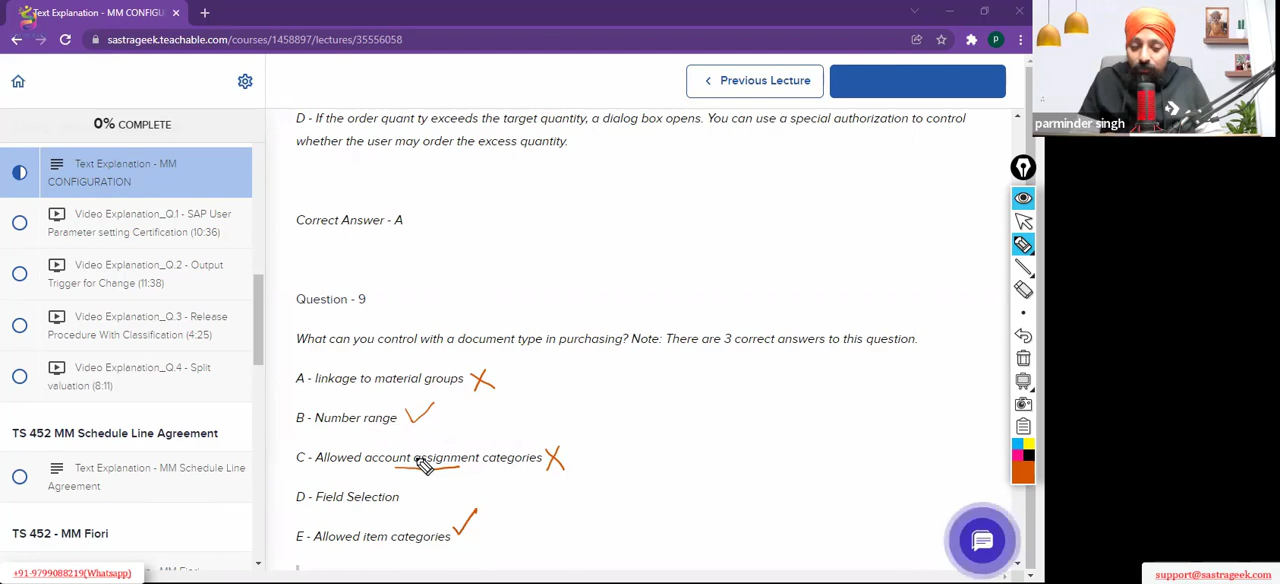 Text Explanation - MM CONFIGU
sastrageek.teachable.com/courses/1458897/lectures/35556058
P
Previous Lecture
parminder singh
0% COMPLETE
Text Explanation - MM
CONFIGURATION
Video Explanation_Q.1 - SAP User
Parameter setting Certification (10:36)
Video Explanation_Q.2 - Output
Trigger for Change (11:38)
Video Explanation_Q.3 - Release
Procedure With Classification (4:25)
Video Explanation_Q.4 - Split
valuation (8:11)
TS 452 MM Schedule Line Agreement
Text Explanation - MM Schedule Line
Agreement
TS 452 - MM Fiori
+91-9799088219(Whatsapp)
D - If the order quant ty exceeds the target quantity, a dialog box opens. You can use a special authorization to control
whether the user may order the excess quantity.
Correct Answer - A
Question - 9
What can you control with a document type in purchasing? Note: There are 3 correct answers to this question.
A - linkage to material groups
B - Number range
C - Allowed account assignment categories
D - Field Selection
E - Allowed item categories
support@sastrageek.com